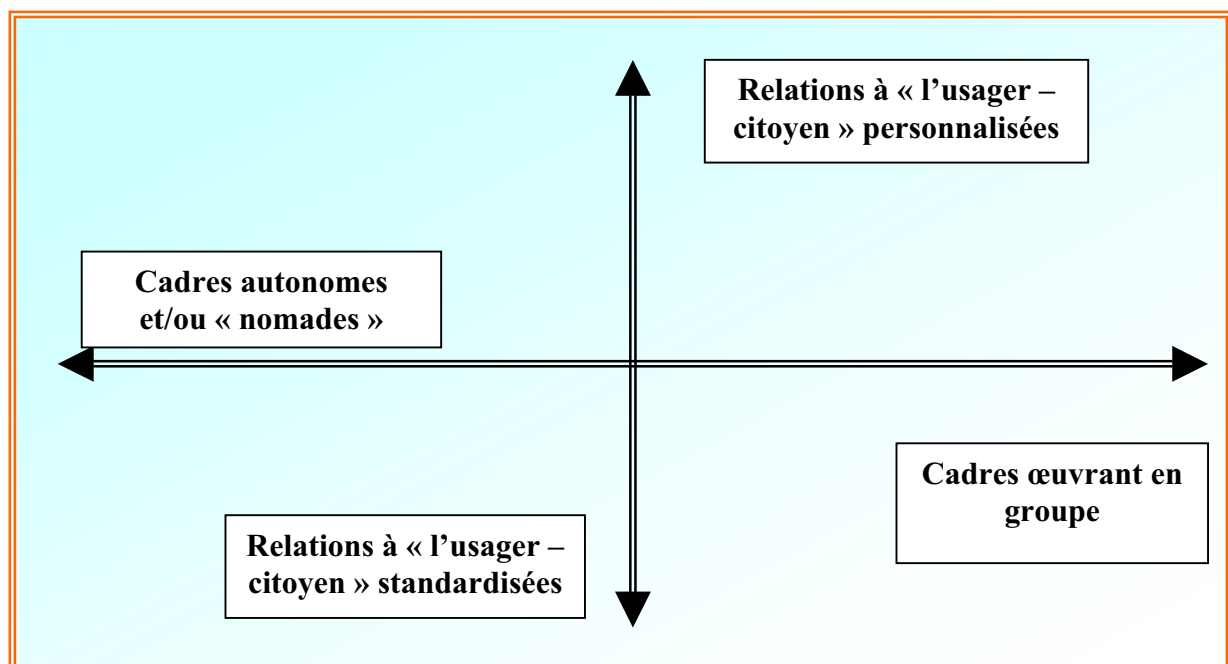 Relations à « l'usager –
citoyen » personnalisées
Cadres autonomes
et/ou « nomades »
Cadres œuvrant en
groupe
Relations à « l'usager –
citoyen » standardisées